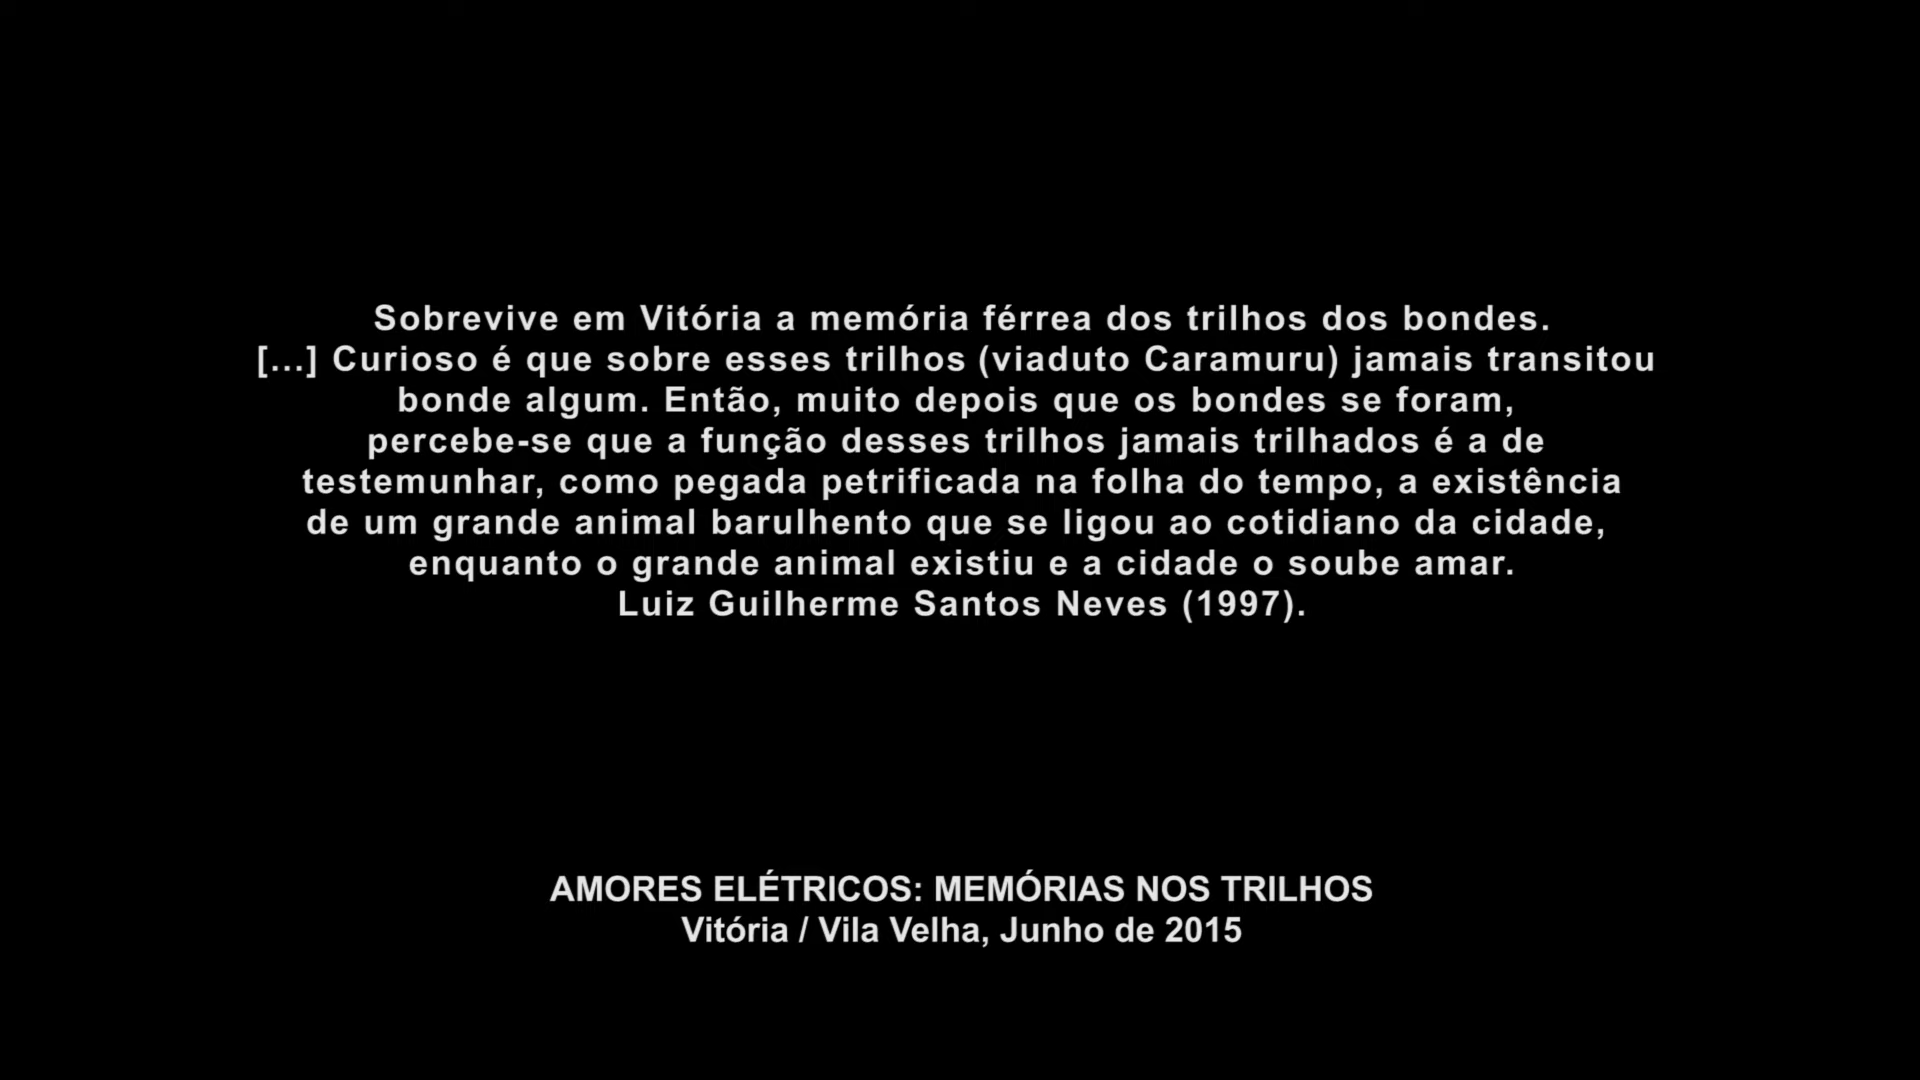 Sobrevive em Vitória a memória férrea dos trilhos dos bondes.
[...] Curioso é que sobre esses trilhos (viaduto Caramuru) jamais transitou
bonde algum. Então, muito depois que os bondes se foram,
percebe-se que a função desses trilhos jamais trilhados é a de
testemunhar, como pegada petrificada na folha do tempo, a existência
de um grande animal barulhento que se ligou ao cotidiano da cidade,
enquanto o grande animal existiu e a cidade o soube amar.
Luiz Guilherme Santos Neves (1997).
AMORES ELÉTRICOS: MEMÓRIAS NOS TRILHOS
Vitória / Vila Velha, Junho de 2015